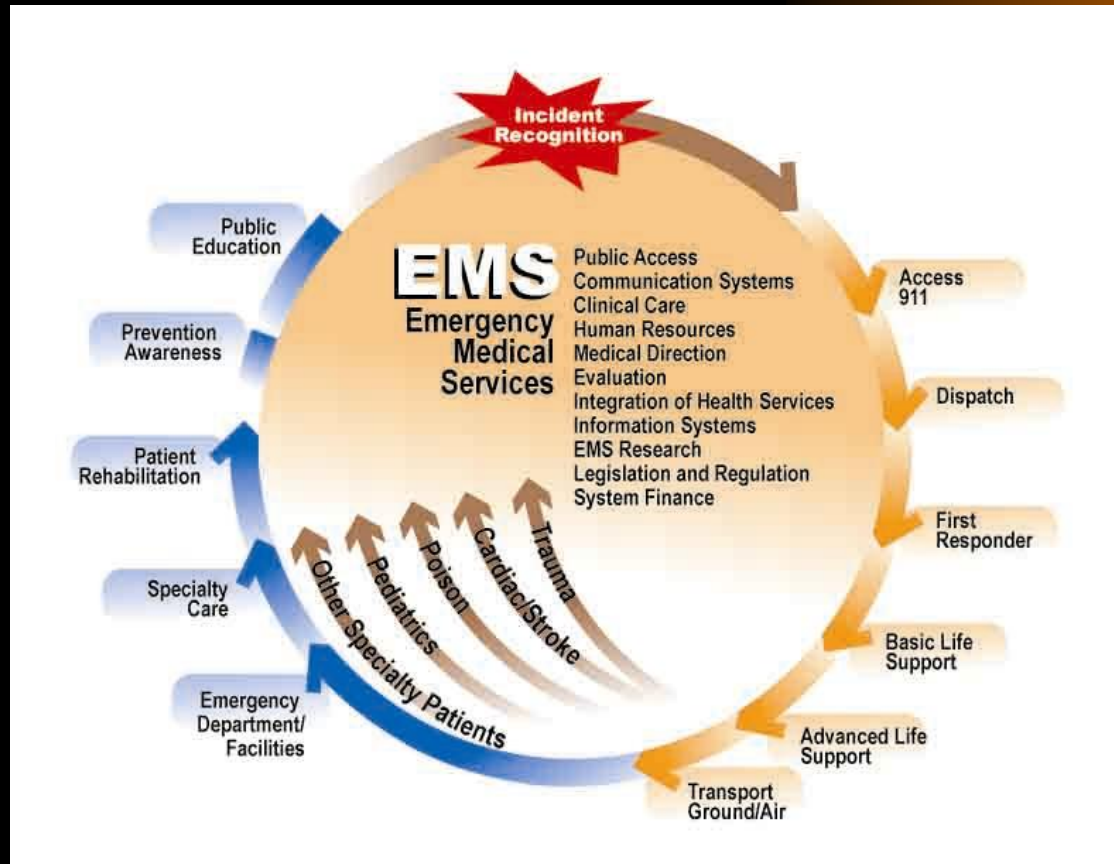 Incident
Recognition
EMS
Emergency
Medical
Services
Public Access
Communication Systems
Clinical Care
Human Resources
Medical Direction
Evaluation
Integration of Health Services
Information Systems
EMS Research
Legislation and Regulation
System Finance
Access
911
Dispatch
First
Responder
Basic Life
Support
Advanced Life
Support
Transport
Ground/Air
Emergency
Department/
Facilities
Specialty
Care
Patient
Rehabilitation
Prevention
Awareness
Public
Education
Other Specialty Patients
Pediatrics
Poison
Cardiac/Stroke
Trauma